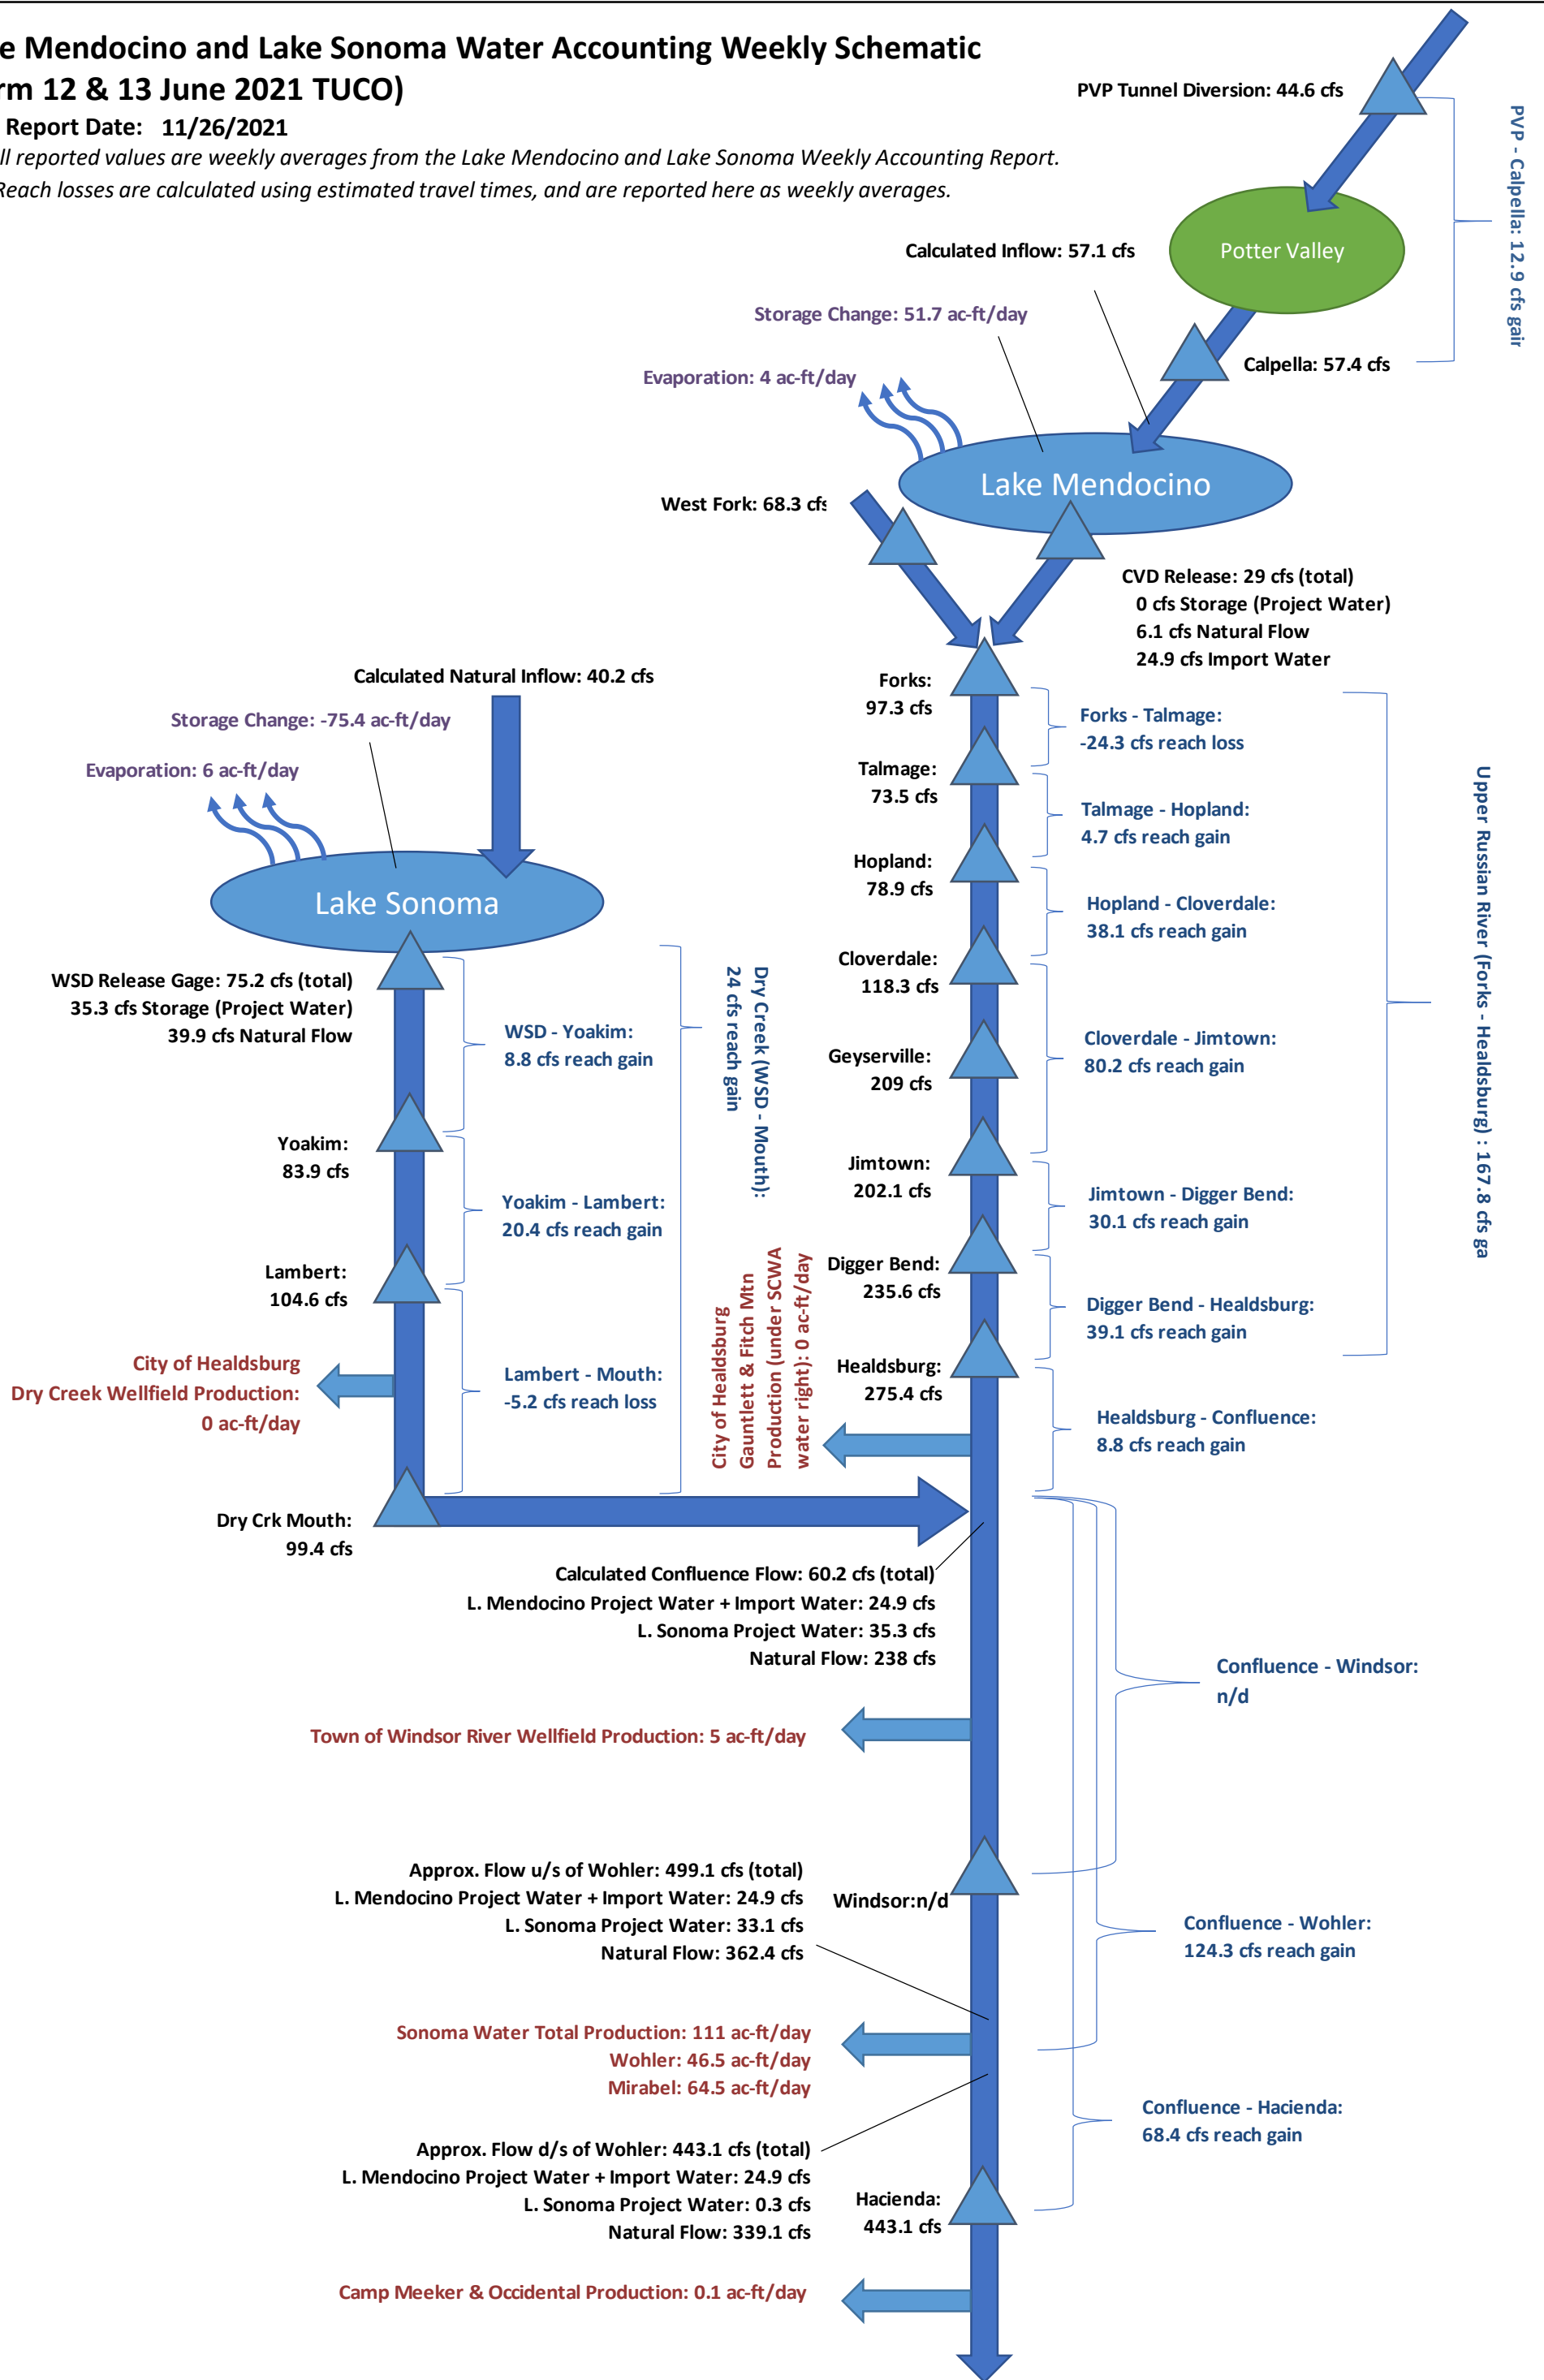 e Mendocino and Lake Sonoma Water Accounting Weekly Schematic
rm 12 & 13 June 2021 TUCO)
Report Date: 11/26/2021
ll reported values are weekly averages from the Lake Mendocino and Lake Sonoma Weekly Accounting Report.
Reach losses are calculated using estimated travel times, and are reported here as weekly averages.
PVP Tunnel Diversion: 44.6 cfs
PVP - Calpella: 12.9 cfs gair
Potter Valley
Calculated Inflow: 57.1 cfs
Storage Change: 51.7 ac-ft/day
Calpella: 57.4 cfs
Evaporation: 4 ac-ft/day
Lake Mendocino
West Fork: 68.3 cfs
CVD Release: 29 cfs (total)
0 cfs Storage (Project Water)
6.1 cfs Natural Flow
24.9 cfs Import Water
Calculated Natural Inflow: 40.2 cfs
Storage Change: -75.4 ac-ft/day
Evaporation: 6 ac-ft/day
Lake Sonoma
Forks:
97.3 cfs
Forks - Talmage:
-24.3 cfs reach loss
Talmage:
73.5 cfs
Talmage - Hopland:
4.7 cfs reach gain
Hopland:
78.9 cfs
Hopland - Cloverdale:
38.1 cfs reach gain
Upper Russian River (Forks - Healdsburg) : 167.8 cfs ga
WSD Release Gage: 75.2 cfs (total)
35.3 cfs Storage (Project Water)
39.9 cfs Natural Flow
WSD - Yoakim:
8.8 cfs reach gain
Dry Creek (WSD - Mouth):
24 cfs reach gain
Cloverdale:
118.3 cfs
Geyserville:
209 cfs
Cloverdale - Jimtown:
80.2 cfs reach gain
Yoakim:
83.9 cfs
Yoakim - Lambert:
20.4 cfs reach gain
Jimtown:
202.1 cfs
Jimtown - Digger Bend:
30.1 cfs reach gain
Lambert:
104.6 cfs
Digger Bend:
235.6 cfs
Digger Bend - Healdsburg:
39.1 cfs reach gain
City of Healdsburg
Dry Creek Wellfield Production:
0 ac-ft/day
Lambert - Mouth:
-5.2 cfs reach loss
City of Healdsburg
Gauntlett & Fitch Mtn
Production (under SCWA
water right): 0 ac-ft/day
Healdsburg:
275.4 cfs
Healdsburg - Confluence:
8.8 cfs reach gain
Dry Crk Mouth:
99.4 cfs
Calculated Confluence Flow: 60.2 cfs (total)
L. Mendocino Project Water + Import Water: 24.9 cfs
L. Sonoma Project Water: 35.3 cfs
Natural Flow: 238 cfs
Confluence - Windsor:
n/d
Town of Windsor River Wellfield Production: 5 ac-ft/day
Approx. Flow u/s of Wohler: 499.1 cfs (total)
L. Mendocino Project Water + Import Water: 24.9 cfs
L. Sonoma Project Water: 33.1 cfs
Natural Flow: 362.4 cfs
Windsor:n/d
Confluence - Wohler:
124.3 cfs reach gain
Sonoma Water Total Production: 111 ac-ft/day
Wohler: 46.5 ac-ft/day
Mirabel: 64.5 ac-ft/day
Confluence - Hacienda:
68.4 cfs reach gain
Approx. Flow d/s of Wohler: 443.1 cfs (total)
L. Mendocino Project Water + Import Water: 24.9 cfs
L. Sonoma Project Water: 0.3 cfs
Natural Flow: 339.1 cfs
Hacienda:
443.1 cfs
Camp Meeker & Occidental Production: 0.1 ac-ft/day